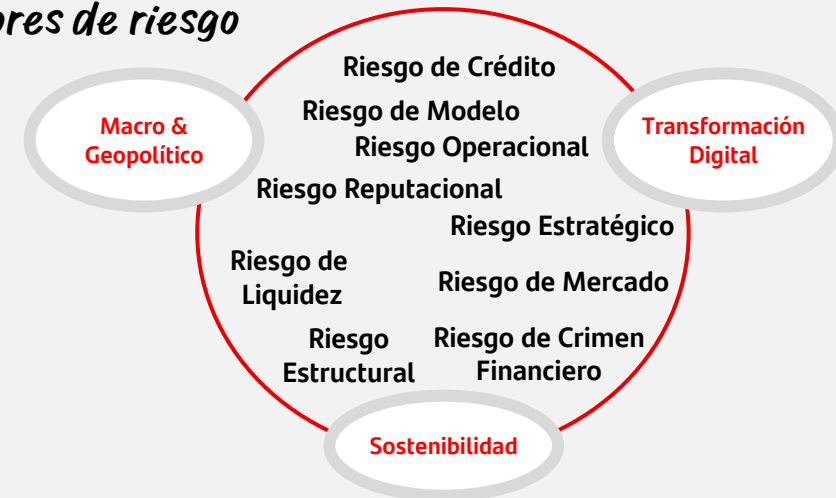 de riesgo
Riesgo de Crédito
Riesgo de Modelo
Riesgo Operacional
Riesgo Reputacional
Riesgo Estratégico
Riesgo de
Liquidez
Riesgo de Mercado
Riesgo
Estructural
Riesgo de Crimen
Financiero
Macro &
Geopolítico
Transformación
Digital
Sostenibilidad